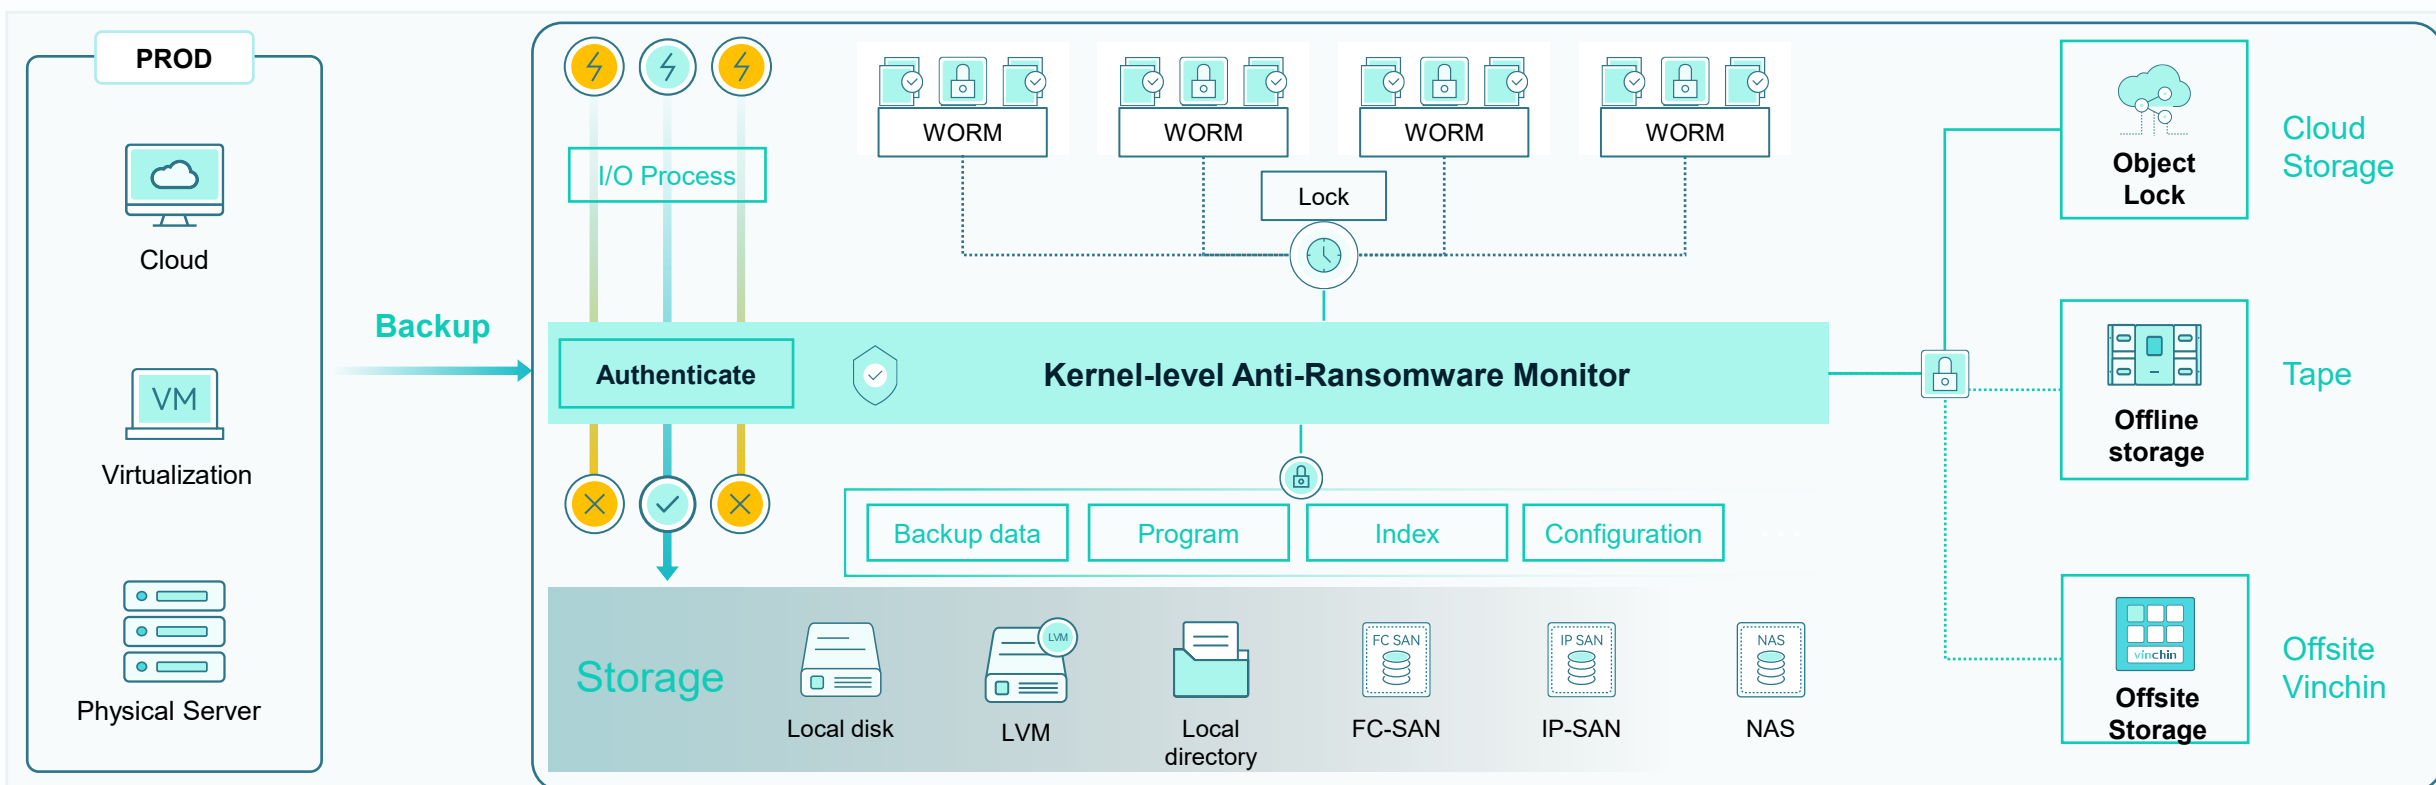 PROD
Cloud
VM
Virtualization
Physical Server
Backup
I/O Process
WORM
WORM
WORM
WORM
Lock
Authenticate
Kernel-level Anti-Ransomware Monitor
Backup data
Program
Index
Configuration
Storage
Local disk
LVM
LVM
Local
directory
FC SAN
FC-SAN
IP SAN
IP-SAN
NAS
NAS
Object
Lock
Cloud
Storage
Offline
storage
Tape
vinchin
Offsite
Storage
Offsite
Vinchin